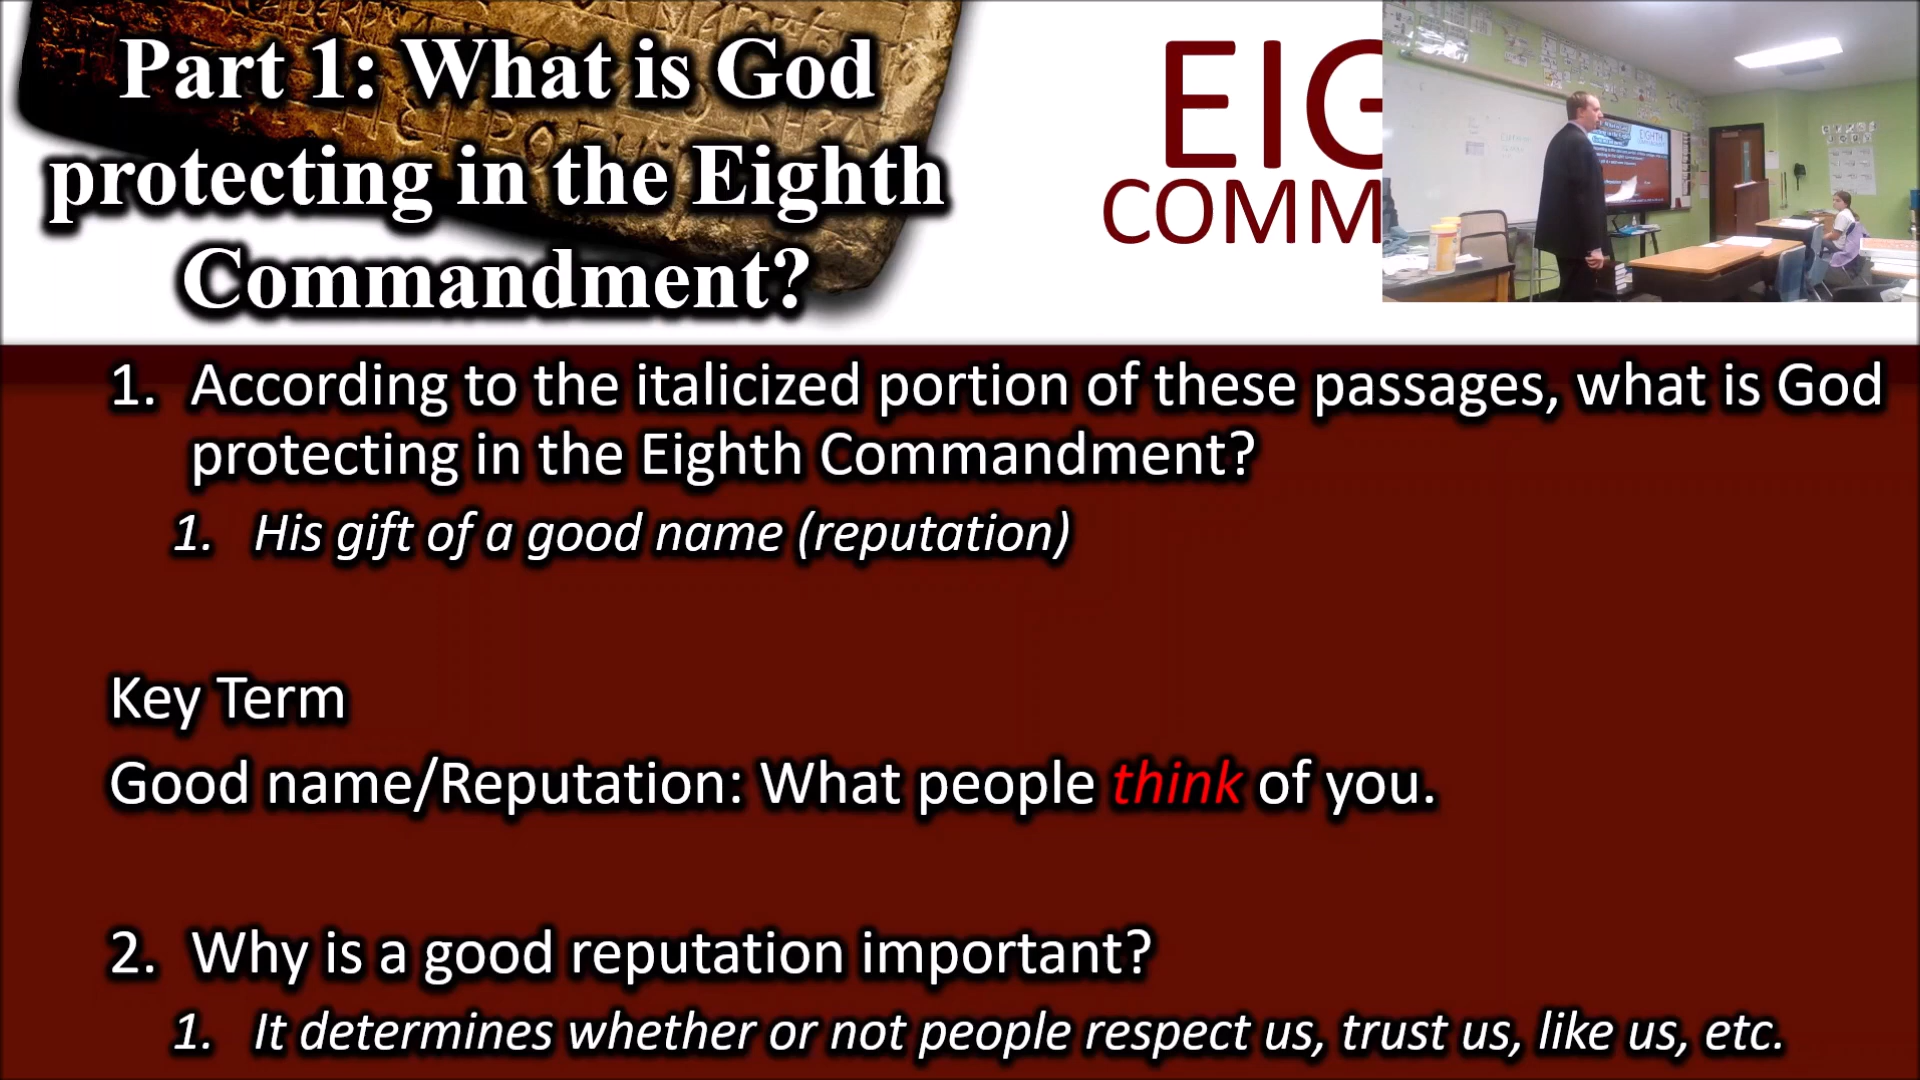 Part 1: What is God
protecting in the Eighth
Commandment?
EIG
COMM
EIGHTH
1. According to the italicized portion of these passages, what is God
protecting in the Eighth Commandment?
1. His gift of a good name (reputation)
Key Term
Good name/Reputation: What people think of you.
2. Why is a good reputation important?
1. It determines whether or not people respect us, trust us, like us, etc.